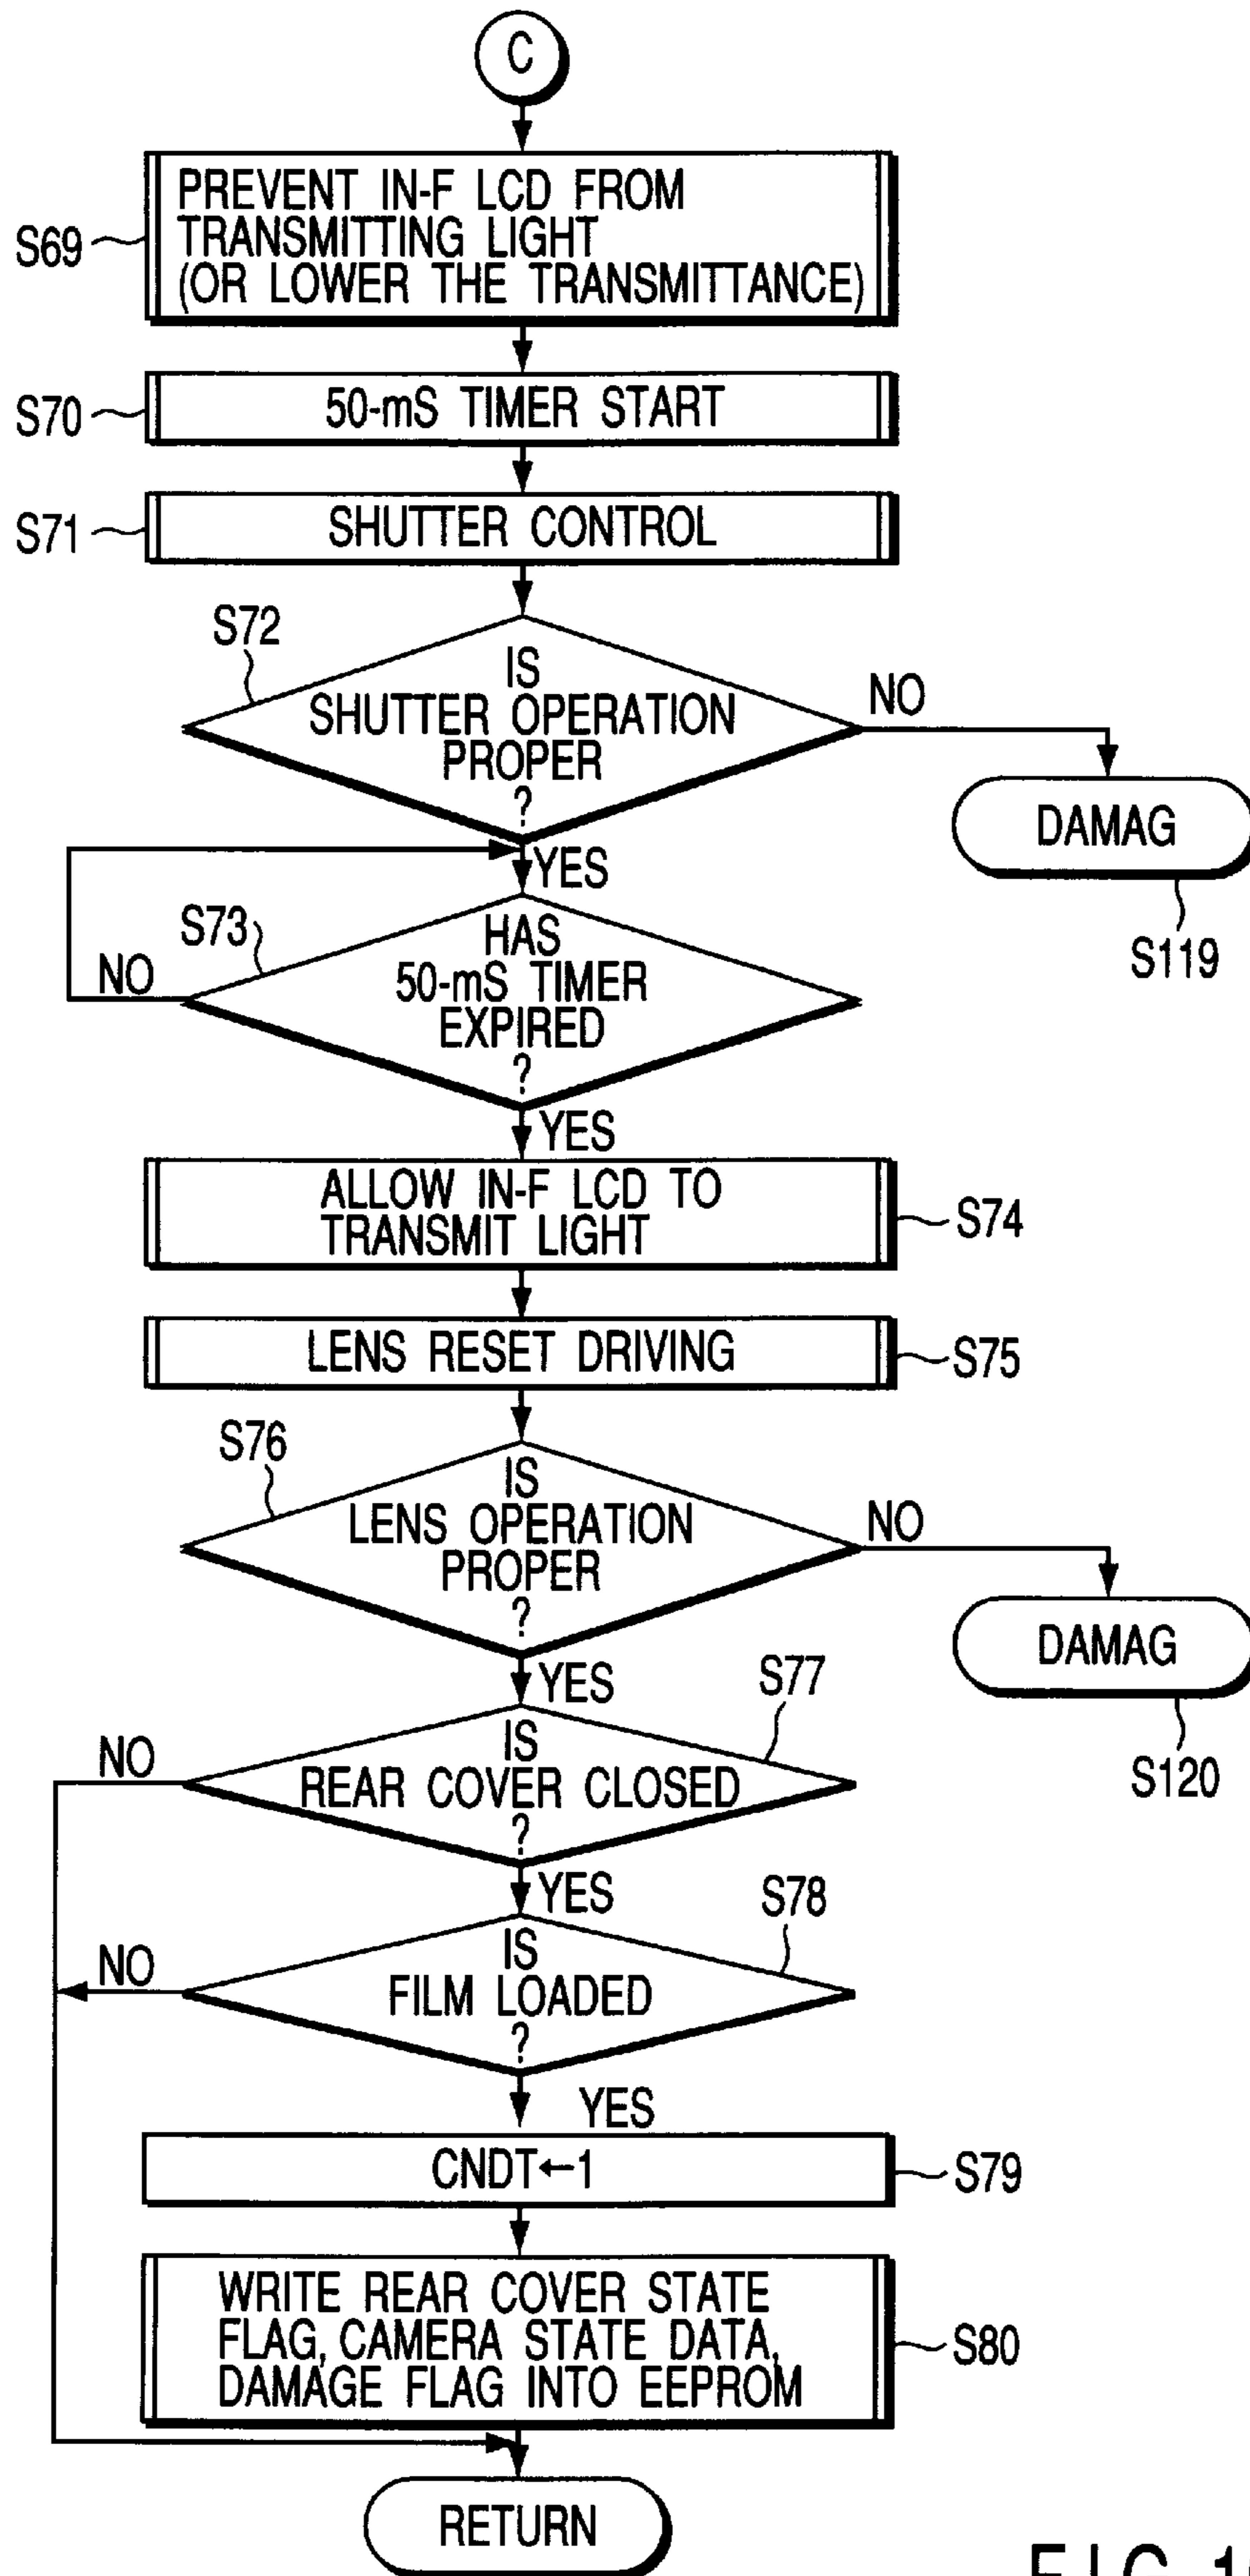 C
PREVENT IN-F LCD FROM
TRANSMITTING LIGHT
(OR LOWER THE TRANSMITTANCE)
S69
50-mS TIMER START
S70
SHUTTER CONTROL
S71
S72
IS
SHUTTER OPERATION
PROPER
?
NO
DAMAG
S119
YES
S73
HAS
50-mS TIMER
EXPIRED
?
NO
YES
ALLOW IN-F LCD TO
TRANSMIT LIGHT
S74
LENS RESET DRIVING
S75
S76
IS
LENS OPERATION
PROPER
?
NO
DAMAG
S120
YES
S77
IS
REAR COVER CLOSED
?
NO
YES
S78
IS
FILM LOADED
?
NO
YES
CNDT←1
S79
WRITE REAR COVER STATE
FLAG, CAMERA STATE DATA,
DAMAGE FLAG INTO EEPROM
S80
RETURN
FIG.